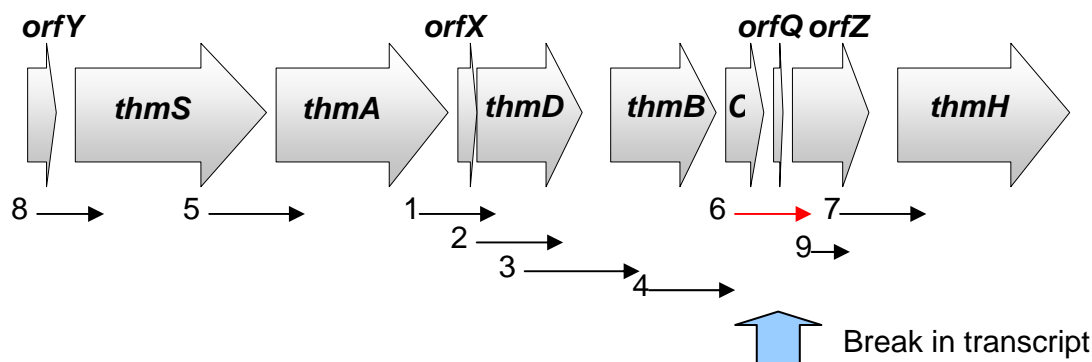 orfY orfX orfQ orfZ
thmS thmA thmD thmB C thmH
8 5 1 6 7
2 9
3
4
Break in transcript